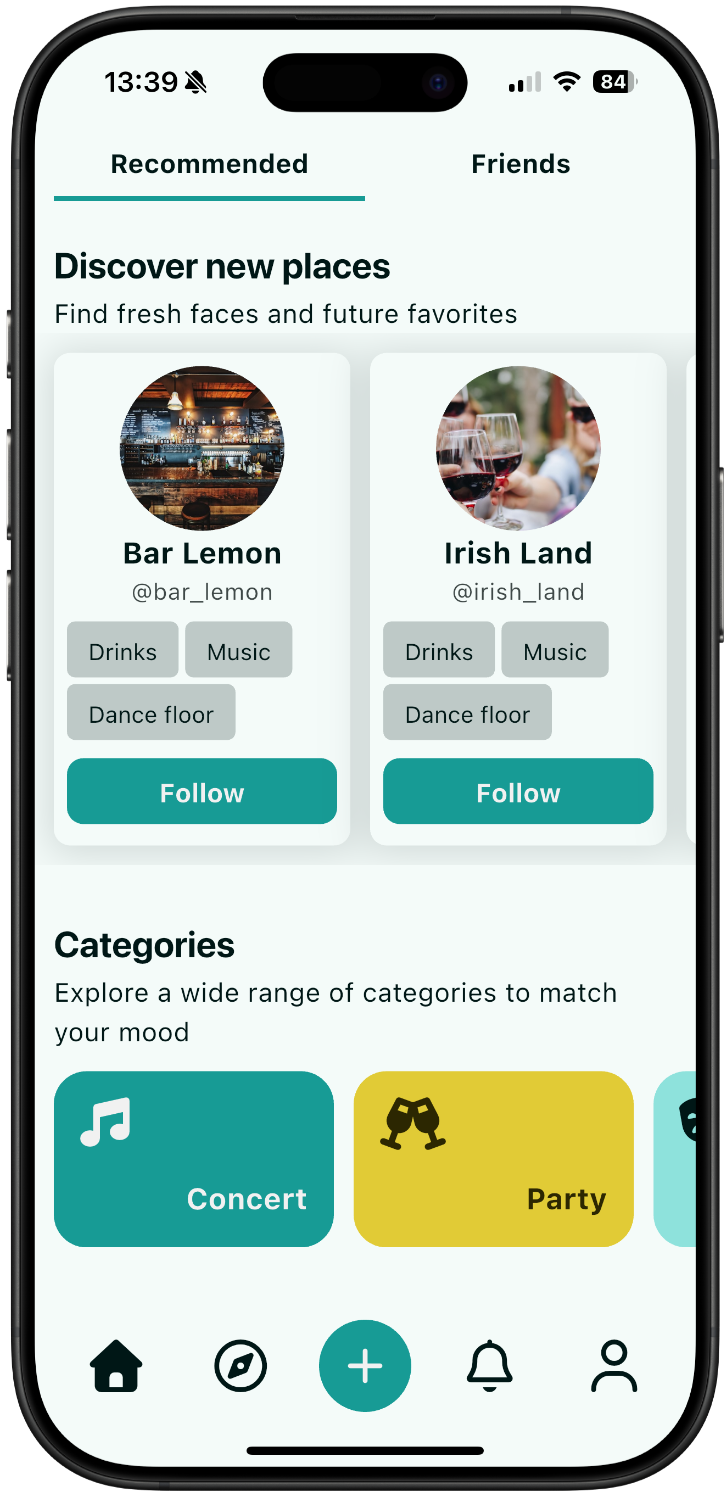 13:39
84
Recommended
Friends
Discover new places
Find fresh faces and future favorites
Bar Lemon
@bar_lemon
Drinks
Music
Dance floor
Follow
Irish Land
@irish_land
Drinks
Music
Dance floor
Follow
Categories
Explore a wide range of categories to match
your mood
Concert
Party